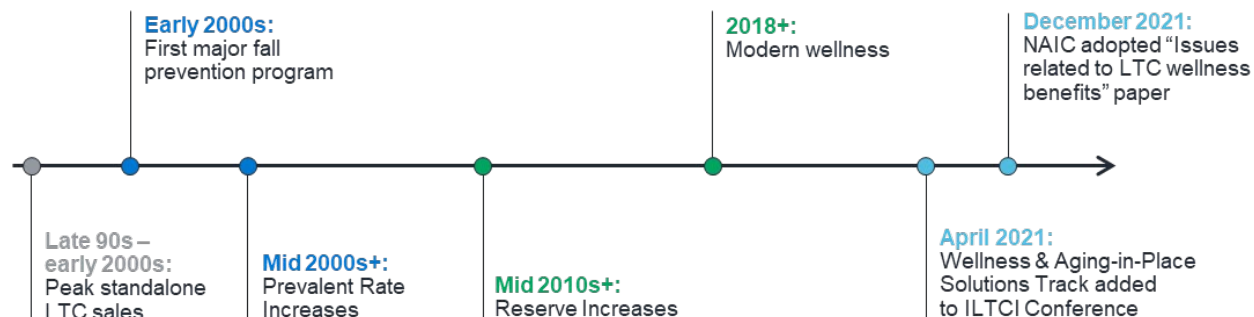 Early 2000s:
First major fall
prevention program
2018+:
Modern wellness
December 2021:
NAIC adopted “Issues
related to LTC wellness
benefits” paper
Late 90s –
early 2000s:
Peak standalone
LTC sales
Mid 2000s+:
Prevalent Rate
Increases
Mid 2010s+:
Reserve Increases
April 2021:
Wellness & Aging-in-Place
Solutions Track added
to ILTCI Conference